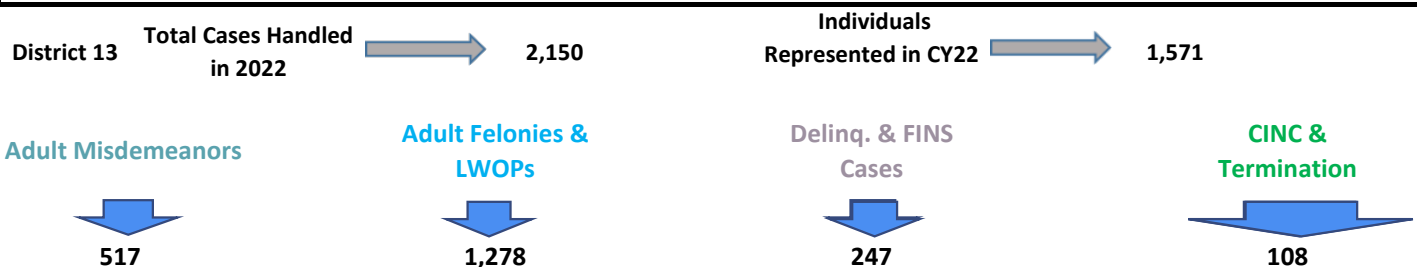 District 13
Total Cases Handled
in 2022
2,150
Individuals
Represented in CY22
1,571
Adult Misdemeanors
Adult Felonies &
LWOPs
Delinq. & FINS
Cases
CINC &
Termination
517
1,278
247
108